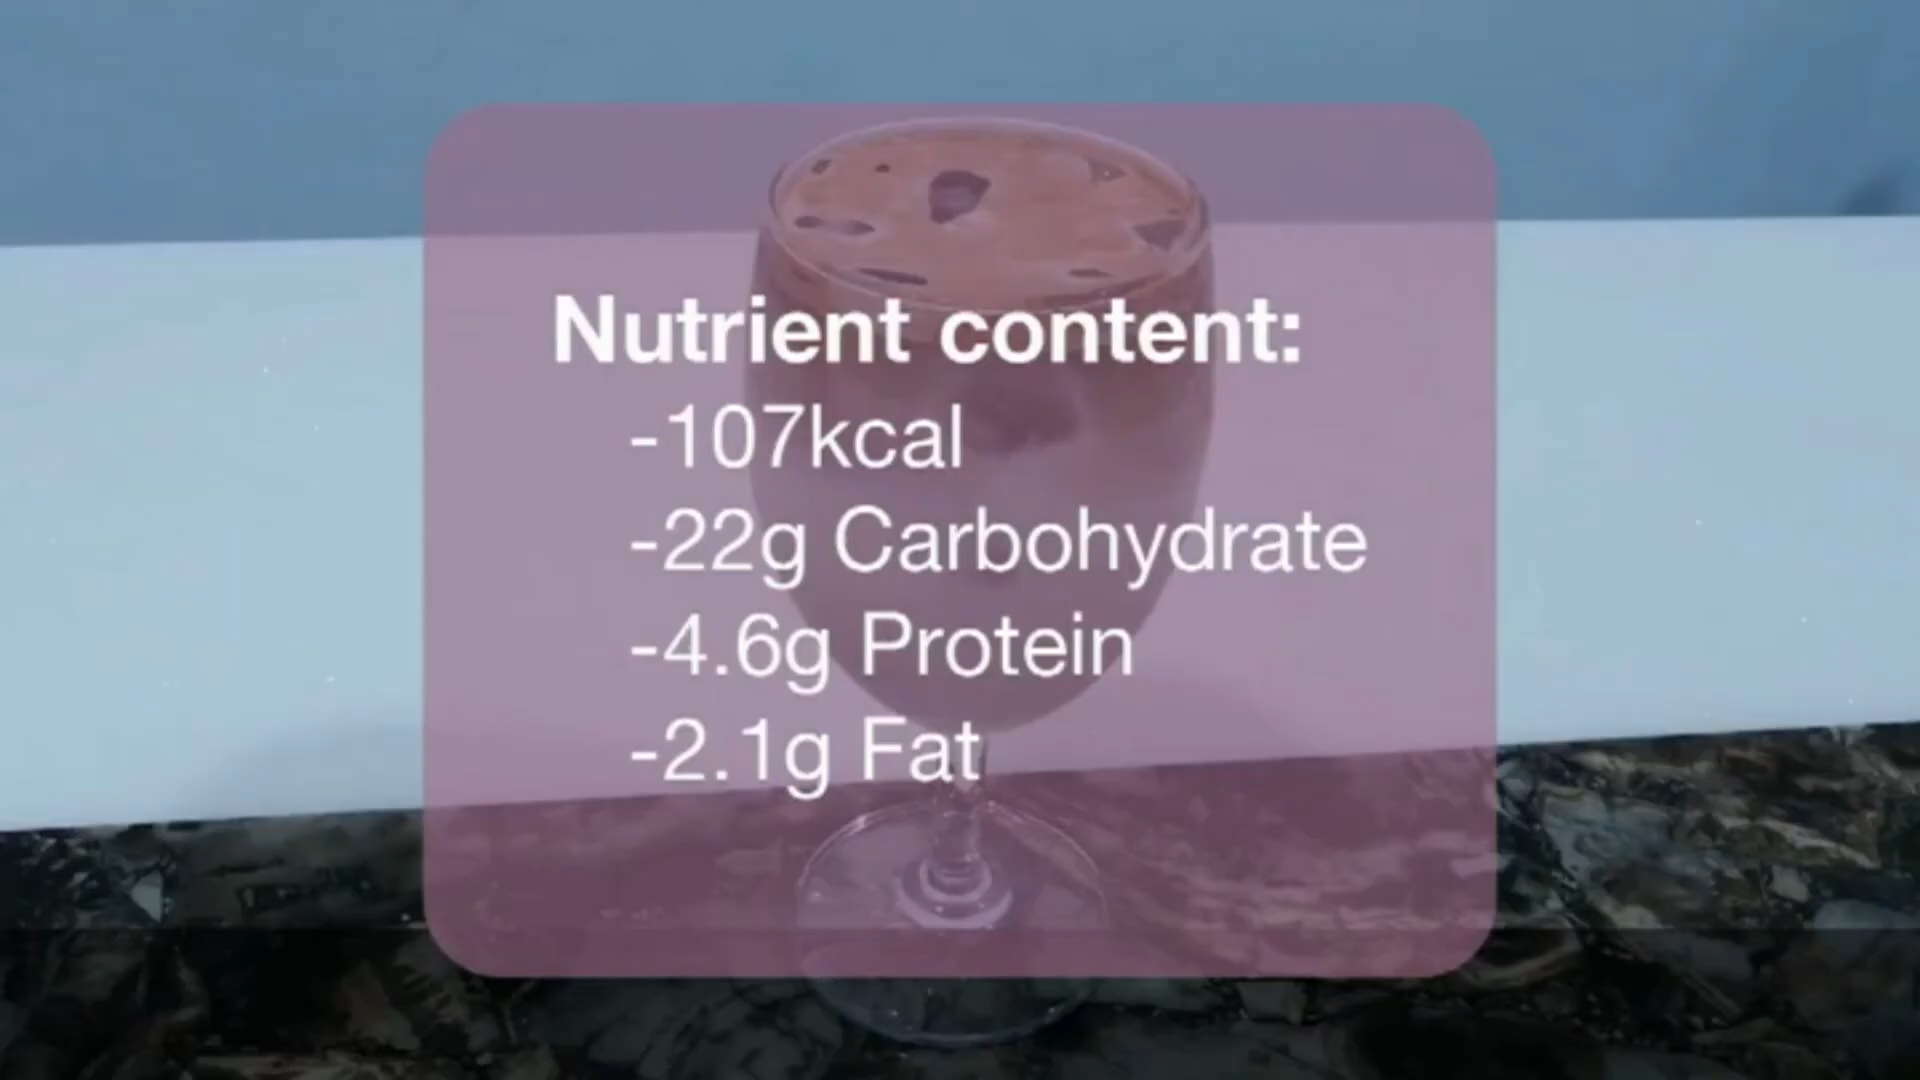 Nutrient content:
-107kcal
-22g Carbohydrate
-4.6g Protein
-2.1g Fat